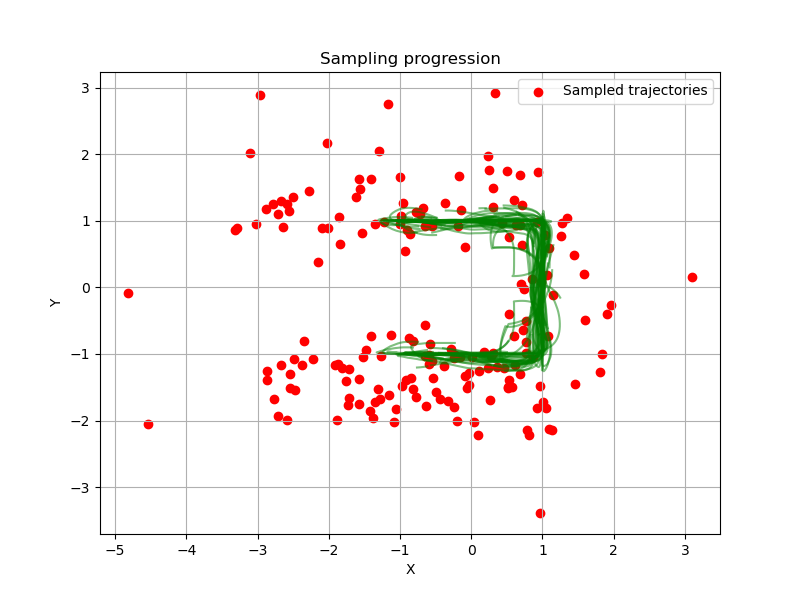 Sampling progression
Sampled trajectories
3
2
1
0
−1
−2
−3
Y
−5 −4 −3 −2 −1 0 1 2 3
X